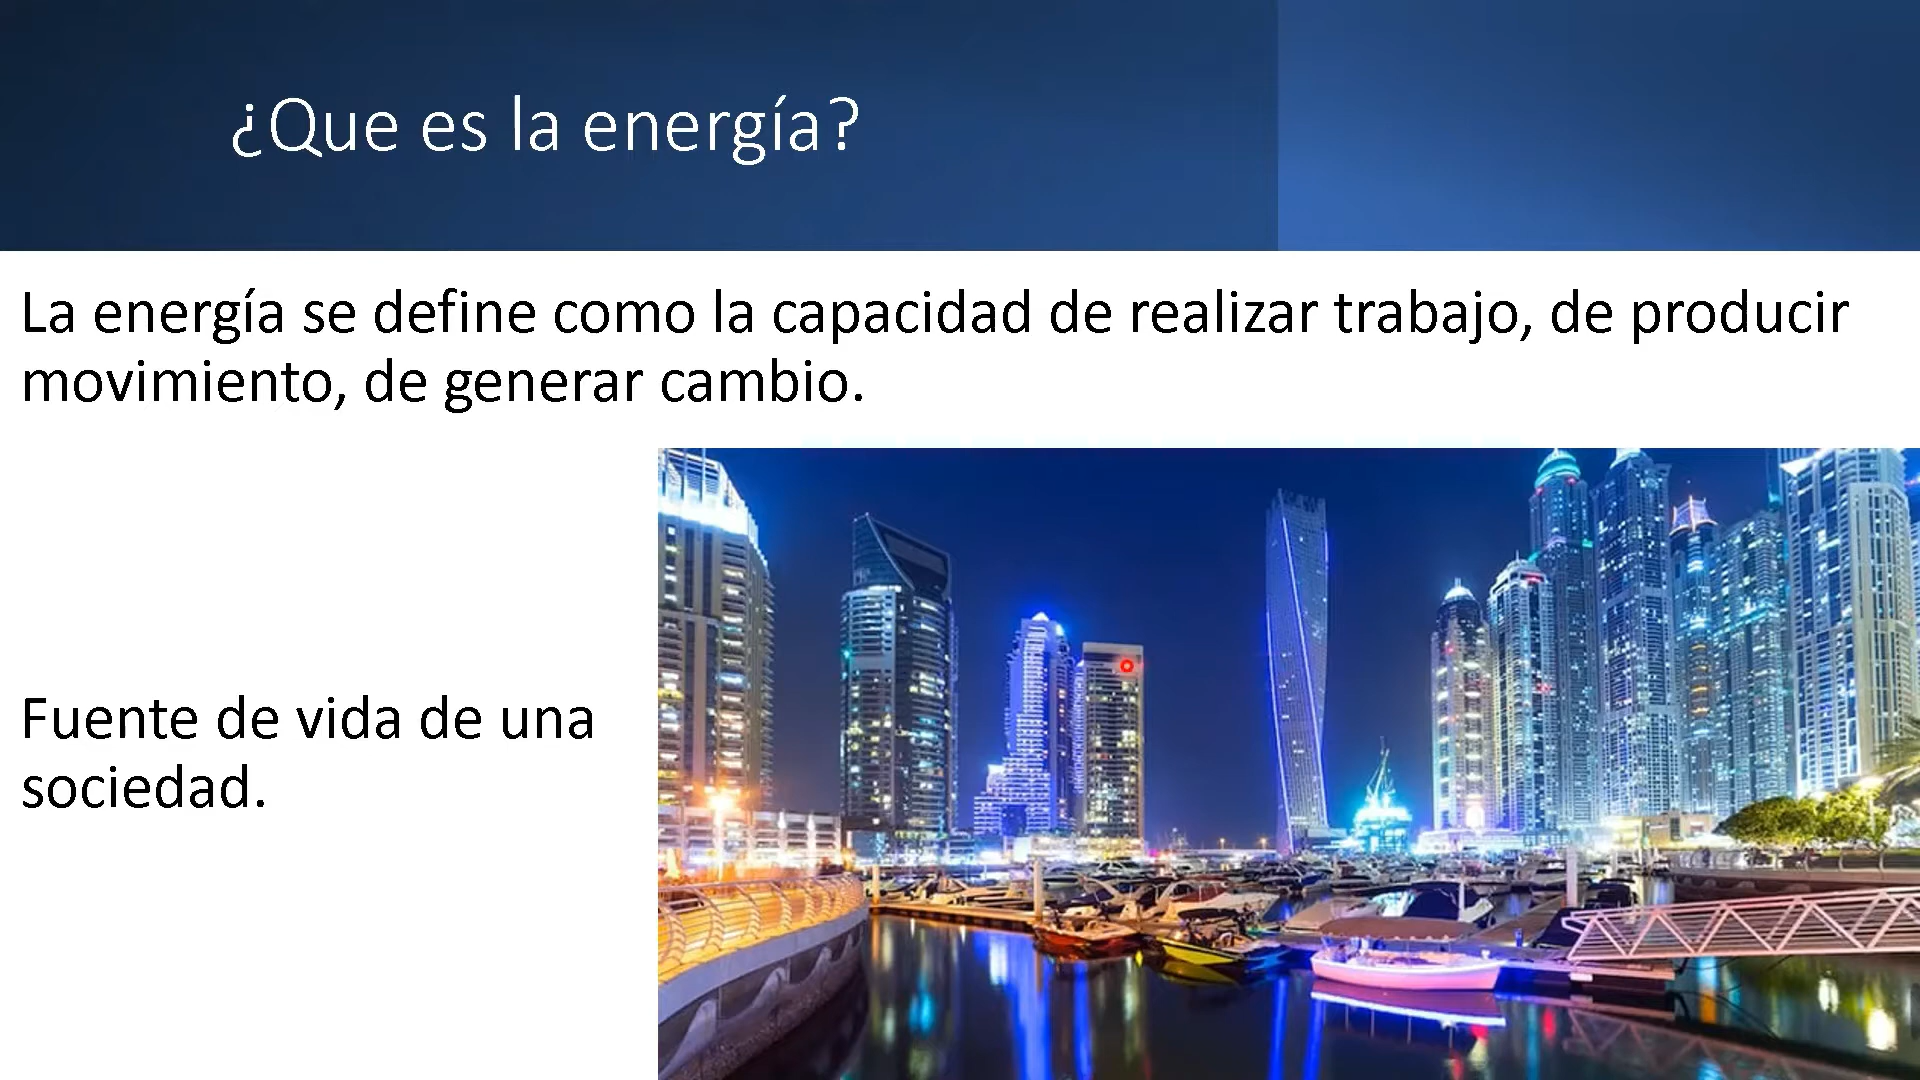 ¿Que es la energía?
La energía se define como la capacidad de realizar trabajo, de producir
movimiento, de generar cambio.
Fuente de vida de una
sociedad.